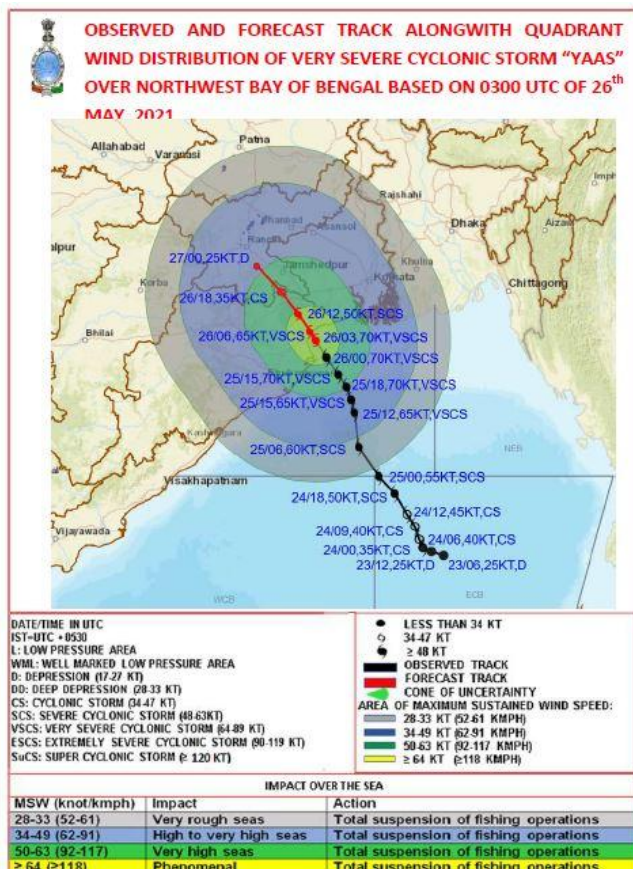 OBSERVED AND FORECAST TRACK ALONGWITH QUADRANT
WIND DISTRIBUTION OF VERY SEVERE CYCLONIC STORM “YAAS”
OVER NORTHWEST BAY OF BENGAL BASED ON 0300 UTC OF 26th
MAY, 2021
Patna
Allahabad
Varanasi
Imph
Rajshahi
Dhaka
Aizaw
Dhanbad
Asansol
Ranchi
alpur
Khulna
27/00,25KT,D
Jamshedpur
Kolkata
Chittagong
Korba
26/18,35KT,CS
26/12,50KT,SCS
Bhilai
26/06,65KT,VSCS
26/03,70KT,VSCS
26/00,70KT,VSCS
25/15,70KT,VSCS
25/18,70KT,VSCS
25/15,65KT,VSCS
25/12,65KT,VSCS
25/06,60KT,SCS
NEB
Visakhapatnam
25/00,55KT,SCS
24/18,50KT,SCS
24/12,45KT,CS
24/09,40KT,CS
Vijayawada
24/06,40KT,CS
24/00,35KT,CS
23/12,25KT,D
23/06,25KT,D
WCB
ECB
DATE/TIME IN UTC
IST=UTC + 0530
L: LOW PRESSURE AREA
WML: WELL MARKED LOW PRESSURE AREA
D: DEPRESSION (17-27 KT)
DD: DEEP DEPRESSION (28-33 KT)
CS: CYCLONIC STORM (34-47 KT)
SCS: SEVERE CYCLONIC STORM (48-63KT)
VSCS: VERY SEVERE CYCLONIC STORM (64-89 KT)
ESCS: EXTREMELY SEVERE CYCLONIC STORM (90-119 KT)
SuCS: SUPER CYCLONIC STORM (≥ 120 KT)
LESS THAN 34 KT
34-47 KT
≥ 48 KT
OBSERVED TRACK
FORECAST TRACK
CONE OF UNCERTAINTY
AREA OF MAXIMUM SUSTAINED WIND SPEED:
28-33 KT (52-61 KMPH)
34-49 KT (62-91 KMPH)
50-63 KT (92-117 KMPH)
≥ 64 KT (≥118 KMPH)
IMPACT OVER THE SEA
MSW (knot/kmph) Impact Action
28-33 (52-61) Very rough seas Total suspension of fishing operations
34-49 (62-91) High to very high seas Total suspension of fishing operations
50-63 (92-117) Very high seas Total suspension of fishing operations
≥ 64 (≥118) Phenomenal Total suspension of fishing operations